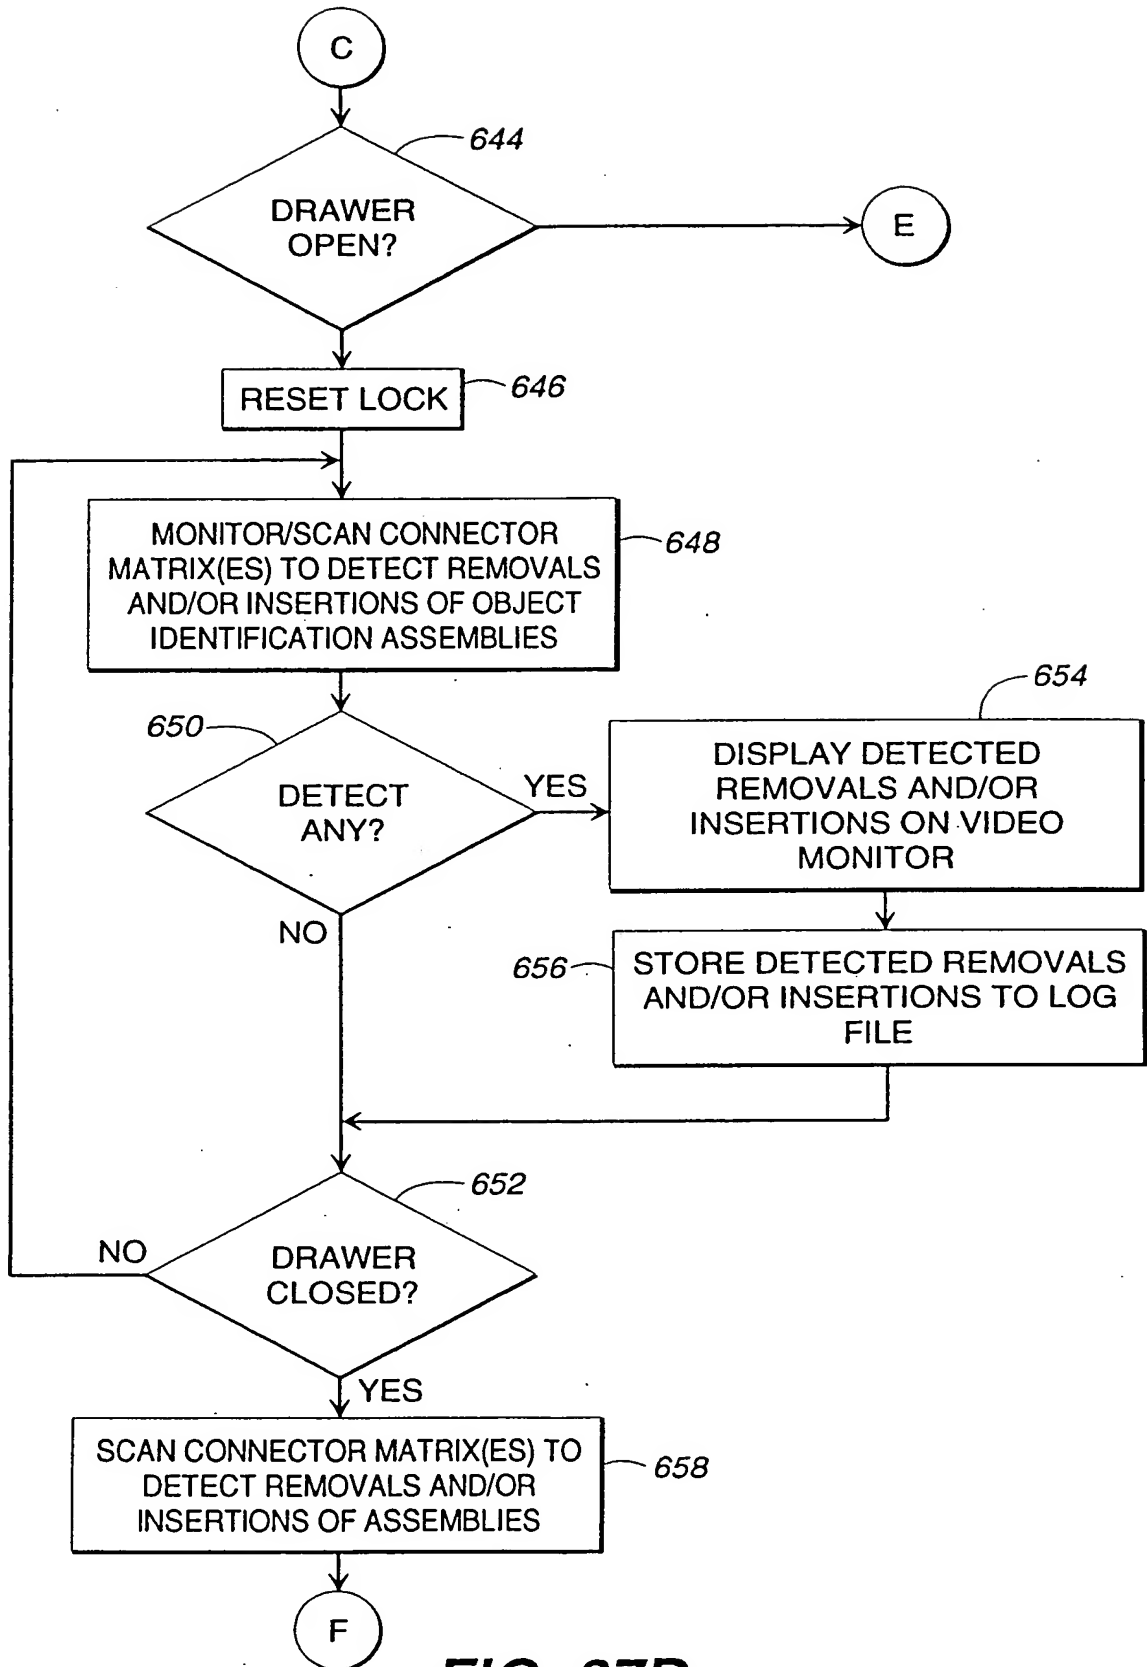 C
644
DRAWER
OPEN?
E
RESET LOCK
646
MONITOR/SCAN CONNECTOR
MATRIX(ES) TO DETECT REMOVALS
AND/OR INSERTIONS OF OBJECT
IDENTIFICATION ASSEMBLIES
648
650
DETECT
ANY?
YES
NO
654
DISPLAY DETECTED
REMOVALS AND/OR
INSERTIONS ON VIDEO
MONITOR
656
STORE DETECTED REMOVALS
AND/OR INSERTIONS TO LOG
FILE
652
DRAWER
CLOSED?
NO
YES
SCAN CONNECTOR MATRIX(ES) TO
DETECT REMOVALS AND/OR
INSERTIONS OF ASSEMBLIES
658
F